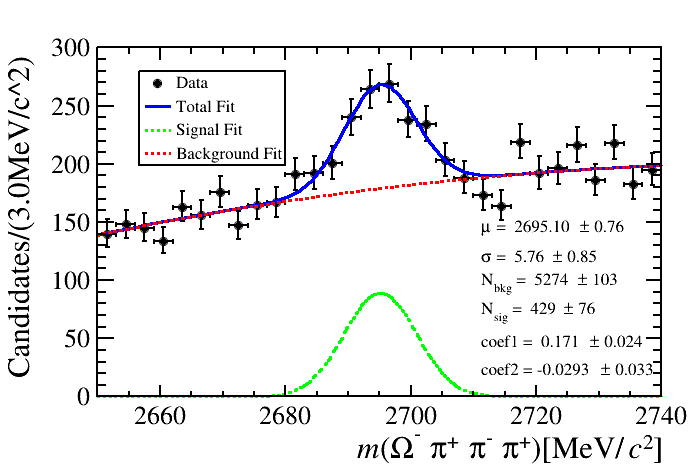 300
250
200
150
100
50
0
Candidates/(3.0MeV/c^2)
Data
Total Fit
Signal Fit
Background Fit
μ = 2695.10 ± 0.76
σ = 5.76 ± 0.85
N_bkg = 5274 ± 103
N_sig = 429 ± 76
coef1 = 0.171 ± 0.024
coef2 = -0.0293 ± 0.033
2660 2680 2700 2720 2740
m(Ω⁻ π⁺ π⁻ π⁺)[MeV/c²]